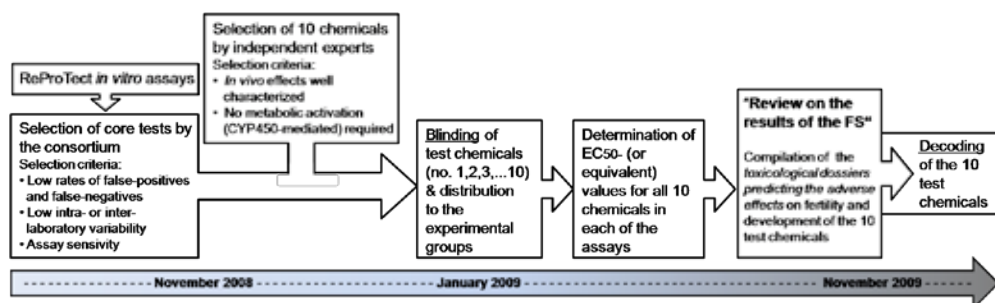 ReProTect in vitro assays
Selection of core tests by
the consortium
Selection criteria:
• Low rates of false-positives
and false-negatives
• Low intra- or inter-
laboratory variability
• Assay sensivity
Selection of 10 chemicals
by independent experts
Selection criteria:
• In vivo effects well
characterized
• No metabolic activation
(CYP450-mediated) required
Blinding of
test chemicals
(no. 1,2,3,...10)
& distribution
to the
experimental
groups
Determination of
EC50- (or
equivalent)
values for all 10
chemicals in
each of the
assays
"Review on the
results of the FS"
Compilation of the
toxicological dossiers
predicting the adverse
effects on fertility and
development of the 10
test chemicals
Decoding
of the 10
test
chemicals
November 2008
January 2009
November 2009